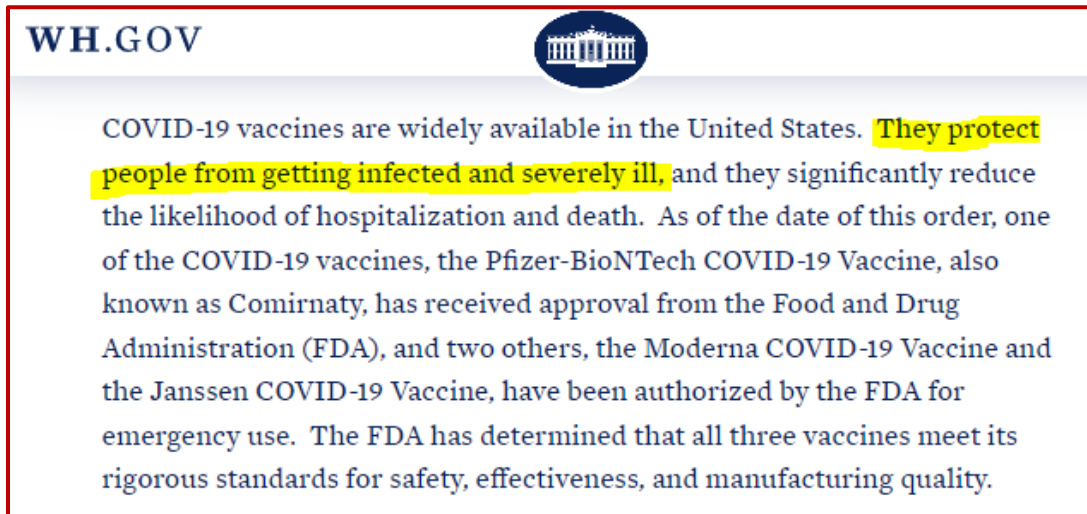 WH.GOV
COVID-19 vaccines are widely available in the United States. They protect
people from getting infected and severely ill, and they significantly reduce
the likelihood of hospitalization and death. As of the date of this order, one
of the COVID-19 vaccines, the Pfizer-BioNTech COVID-19 Vaccine, also
known as Comirnaty, has received approval from the Food and Drug
Administration (FDA), and two others, the Moderna COVID-19 Vaccine and
the Janssen COVID-19 Vaccine, have been authorized by the FDA for
emergency use. The FDA has determined that all three vaccines meet its
rigorous standards for safety, effectiveness, and manufacturing quality.